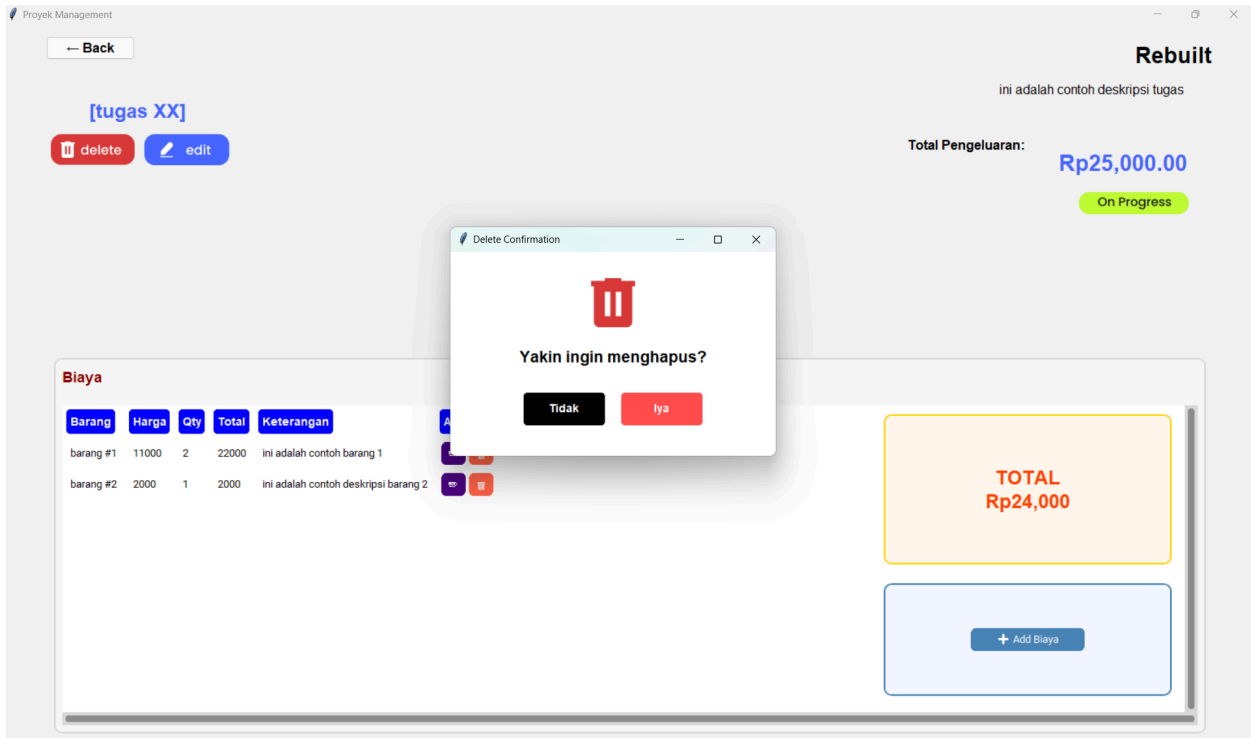 Proyek Management
← Back
Rebuilt
ini adalah contoh deskripsi tugas
[tugas XX]
delete edit
Total Pengeluaran:
Rp25,000.00
On Progress
Delete Confirmation
Yakin ingin menghapus?
Tidak Iya
Biaya
Barang Harga Qty Total Keterangan
barang #1 11000 2 22000 ini adalah contoh barang 1
barang #2 2000 1 2000 ini adalah contoh deskripsi barang 2
TOTAL
Rp24,000
+ Add Biaya